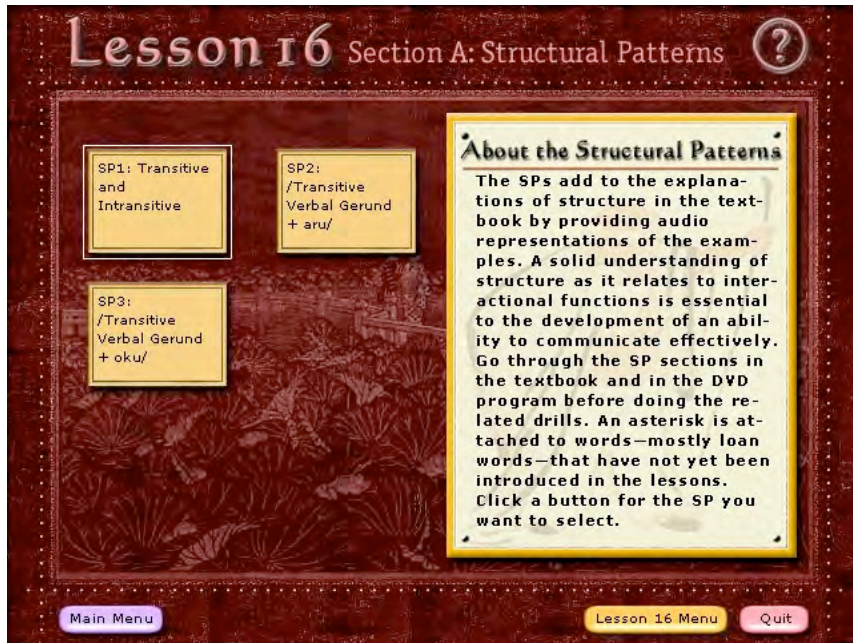 Lesson 16 Section A: Structural Patterns ?
SP1: Transitive
and
Intransitive
SP2:
/Transitive
Verbal Gerund
+ aru/
SP3:
/Transitive
Verbal Gerund
+ oku/
About the Structural Patterns
The SPs add to the explana-
tions of structure in the text-
book by providing audio
representations of the exam-
ples. A solid understanding of
structure as it relates to inter-
actional functions is essential
to the development of an abil-
ity to communicate effectively.
Go through the SP sections in
the textbook and in the DVD
program before doing the re-
lated drills. An asterisk is at-
tached to words—mostly loan
words—that have not yet been
introduced in the lessons.
Click a button for the SP you
want to select.
Main Menu
Lesson 16 Menu
Quit